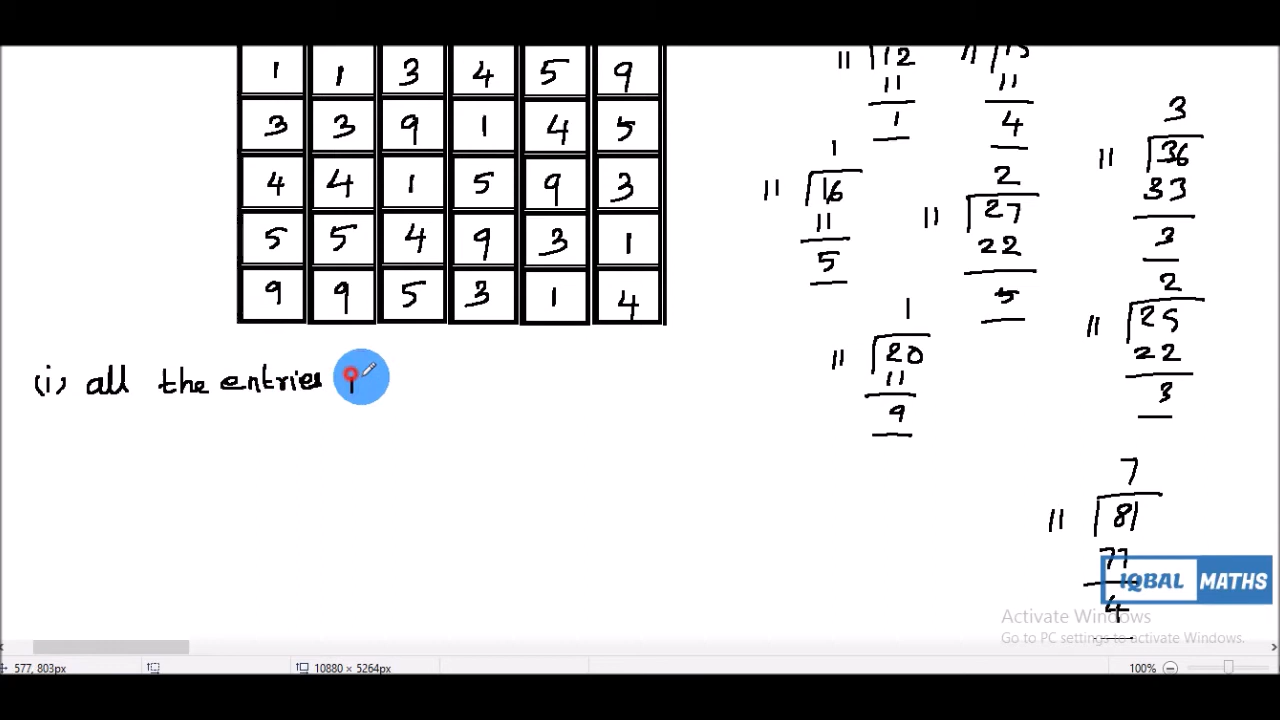 1 1 3 4 5 9
3 3 9 1 4 5
4 4 1 5 9 3
5 5 4 9 3 1
9 9 5 3 1 4
(i) all the entries
11 12
11
1
11 15
11
4
1
11 16
11
5
2
11 27
22
5
3
11 36
33
3
1
11 20
11
9
2
11 25
22
3
7
11 81
77
4
IQBAL MATHS
Activate Windows
Go to PC settings to activate Windows.
577, 803px
10880 × 5264px
100%